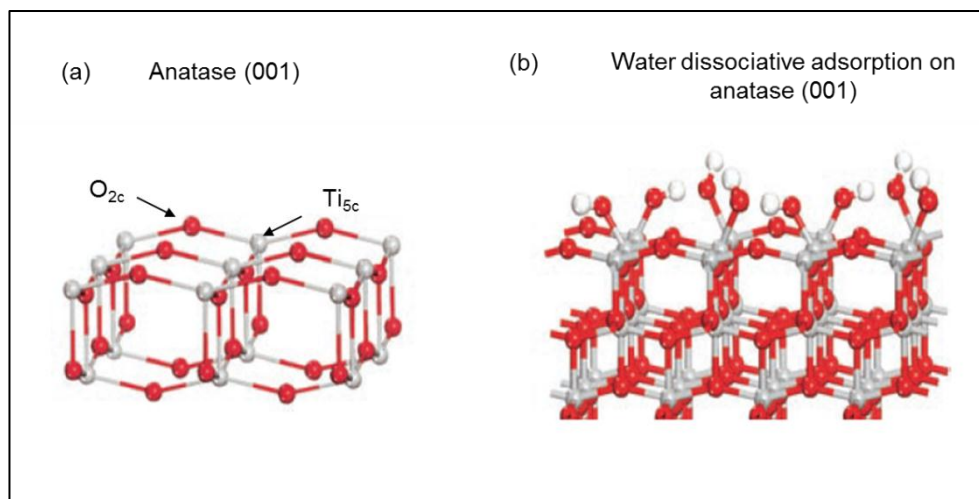 (a) Anatase (001)
(b) Water dissociative adsorption on
anatase (001)
O2c
Ti5c